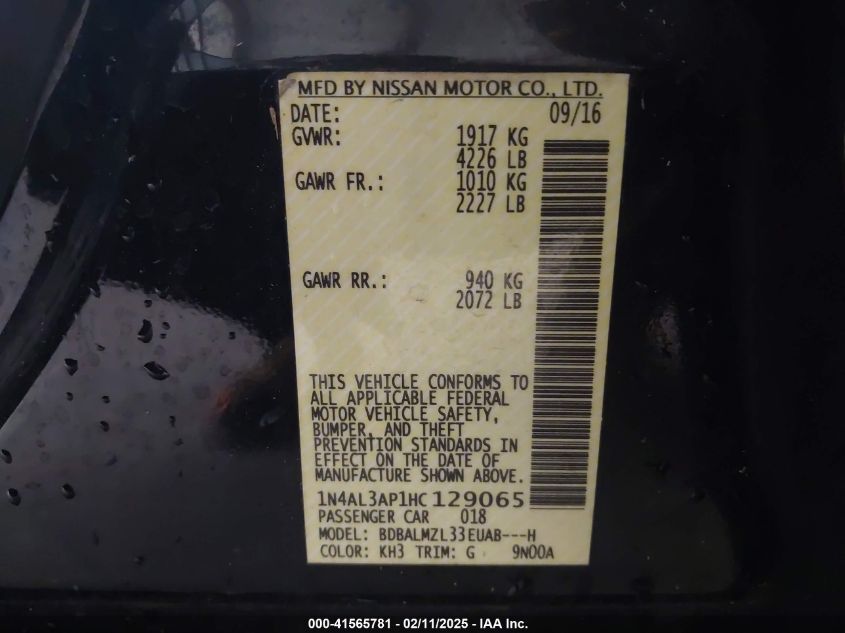 MFD BY NISSAN MOTOR CO., LTD.
DATE: 09/16
GVWR: 1917 KG
4226 LB
GAWR FR.: 1010 KG
2227 LB
GAWR RR.: 940 KG
2072 LB
THIS VEHICLE CONFORMS TO
ALL APPLICABLE FEDERAL
MOTOR VEHICLE SAFETY,
BUMPER, AND THEFT
PREVENTION STANDARDS IN
EFFECT ON THE DATE OF
MANUFACTURE SHOWN ABOVE.
1N4AL3AP1HC129065
PASSENGER CAR 018
MODEL: BDBALMZL33EUAB---H
COLOR: KH3 TRIM: G 9N00A
000-41565781 - 02/11/2025 - IAA Inc.